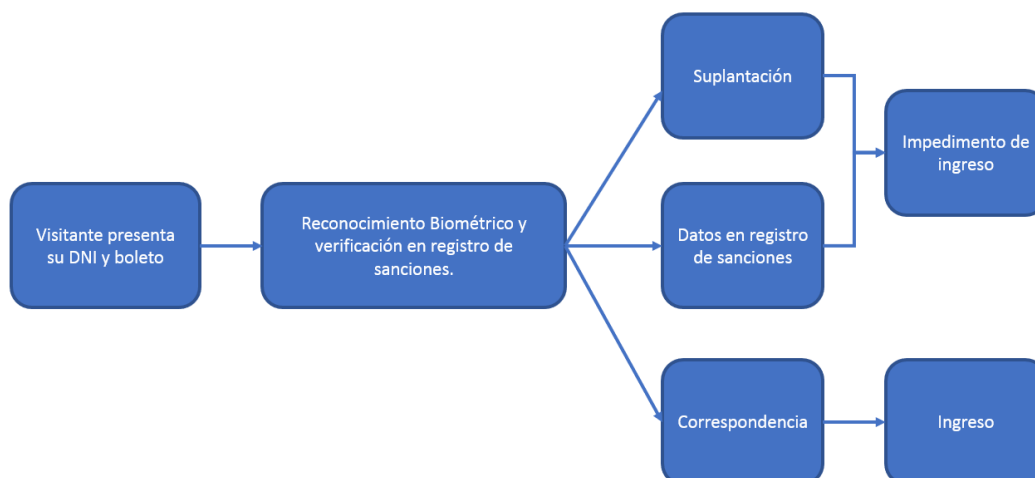 Visitante presenta
su DNI y boleto
Reconocimiento Biométrico y
verificación en registro de
sanciones.
Suplantación
Datos en registro
de sanciones
Correspondencia
Impedimento de
ingreso
Ingreso